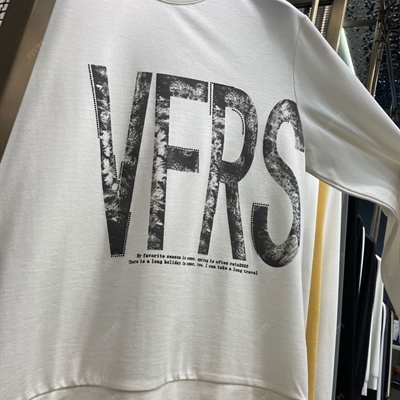 VFRS
My favorite season is come, spring is often rain2020
There is a long holiday is come, too. I can take a long travel